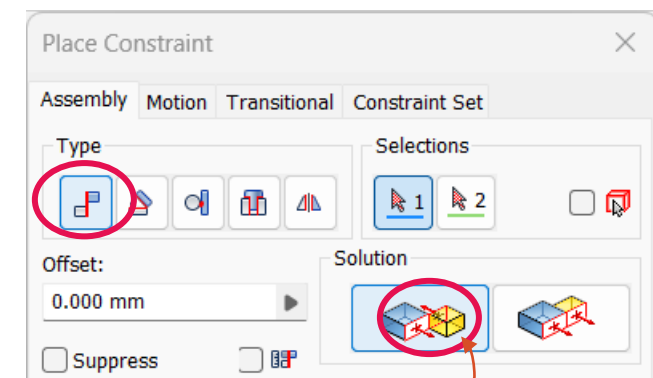 Place Constraint
Assembly Motion Transitional Constraint Set
Type Selections
1 2
Offset: Solution
0.000 mm
Suppress